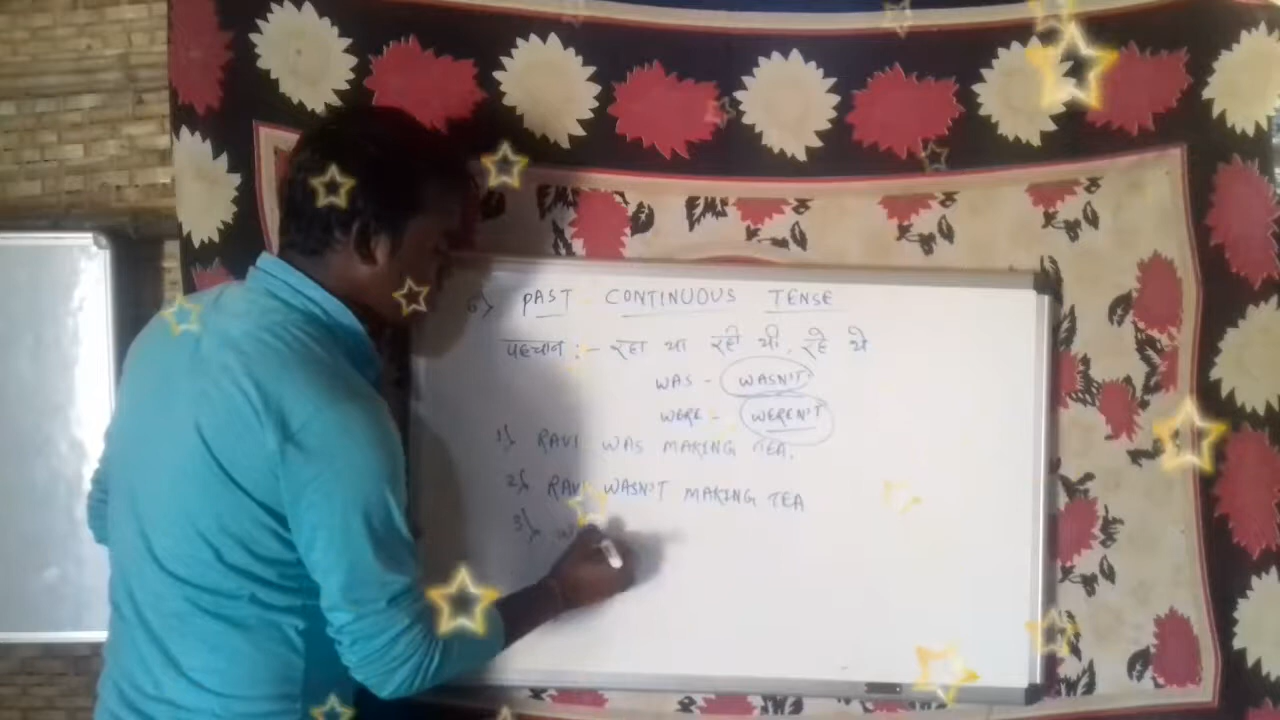 PAST CONTINUOUS TENSE
पहचान :- रहा था रही थी, रहे थे
WAS - WASN'T
WERE - WEREN'T
1) RAVI WAS MAKING TEA.
2) RAVI WASN'T MAKING TEA
3)